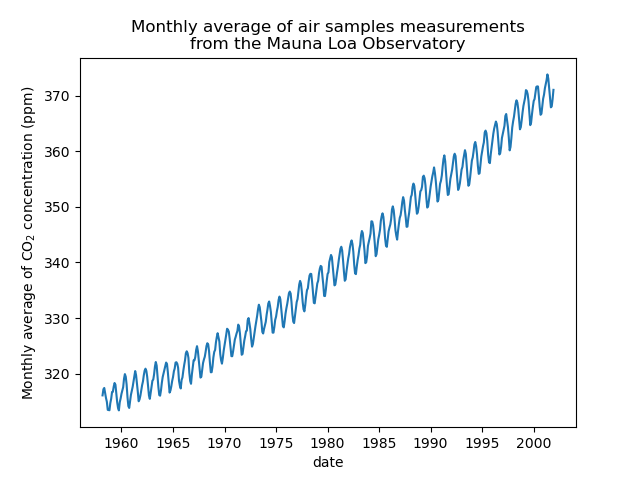 Monthly average of air samples measurements
from the Mauna Loa Observatory
Monthly average of CO₂ concentration (ppm)
370
360
350
340
330
320
1960 1965 1970 1975 1980 1985 1990 1995 2000
date